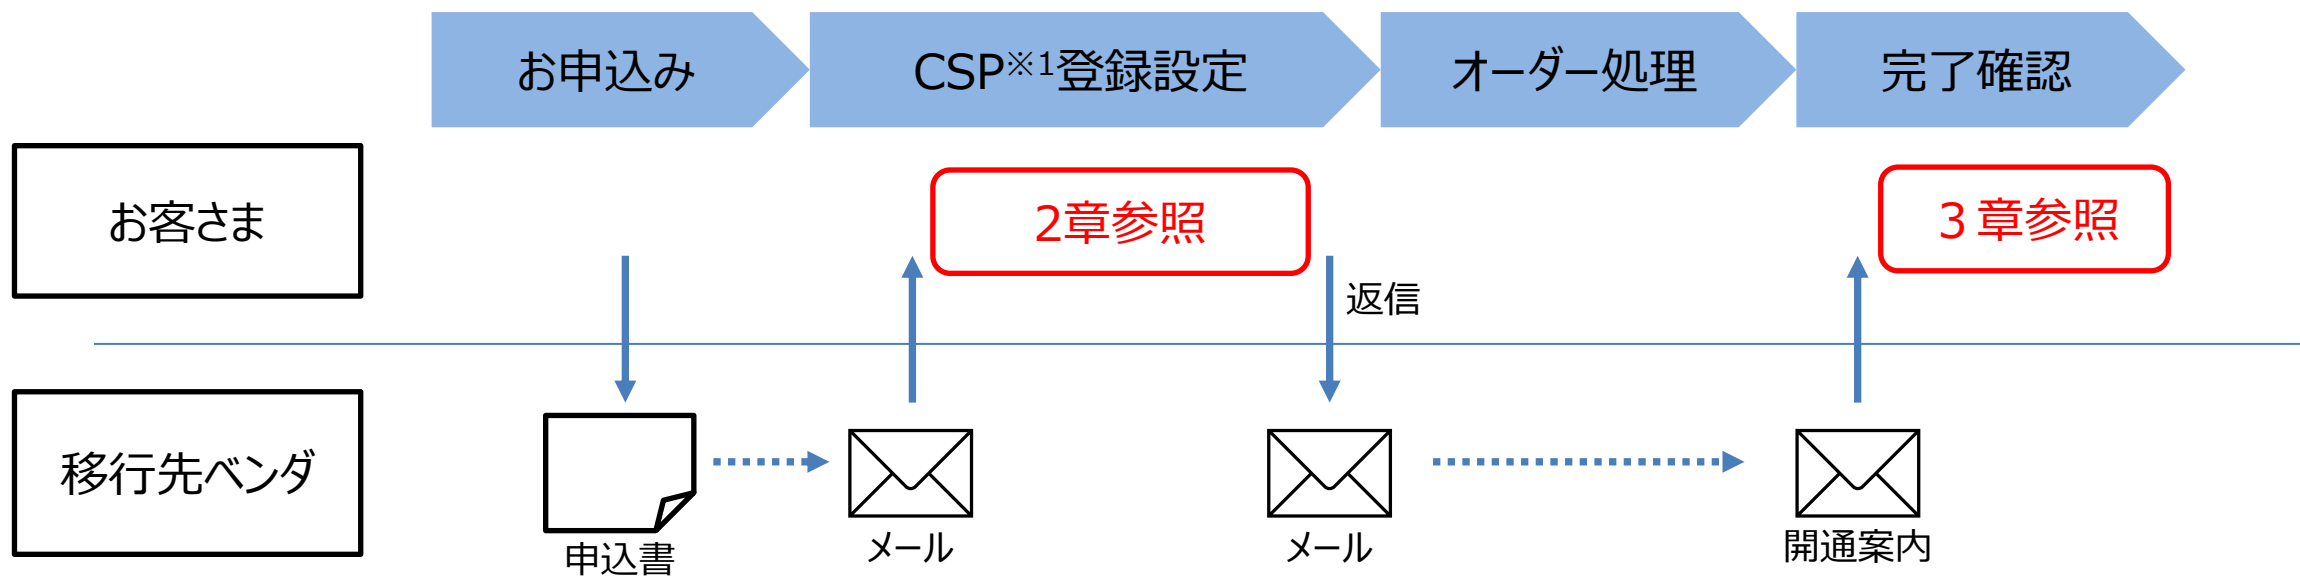 お申込み
CSP※1登録設定
オーダー処理
完了確認
お客さま
2章参照
３章参照
返信
移行先ベンダ
申込書
メール
メール
開通案内